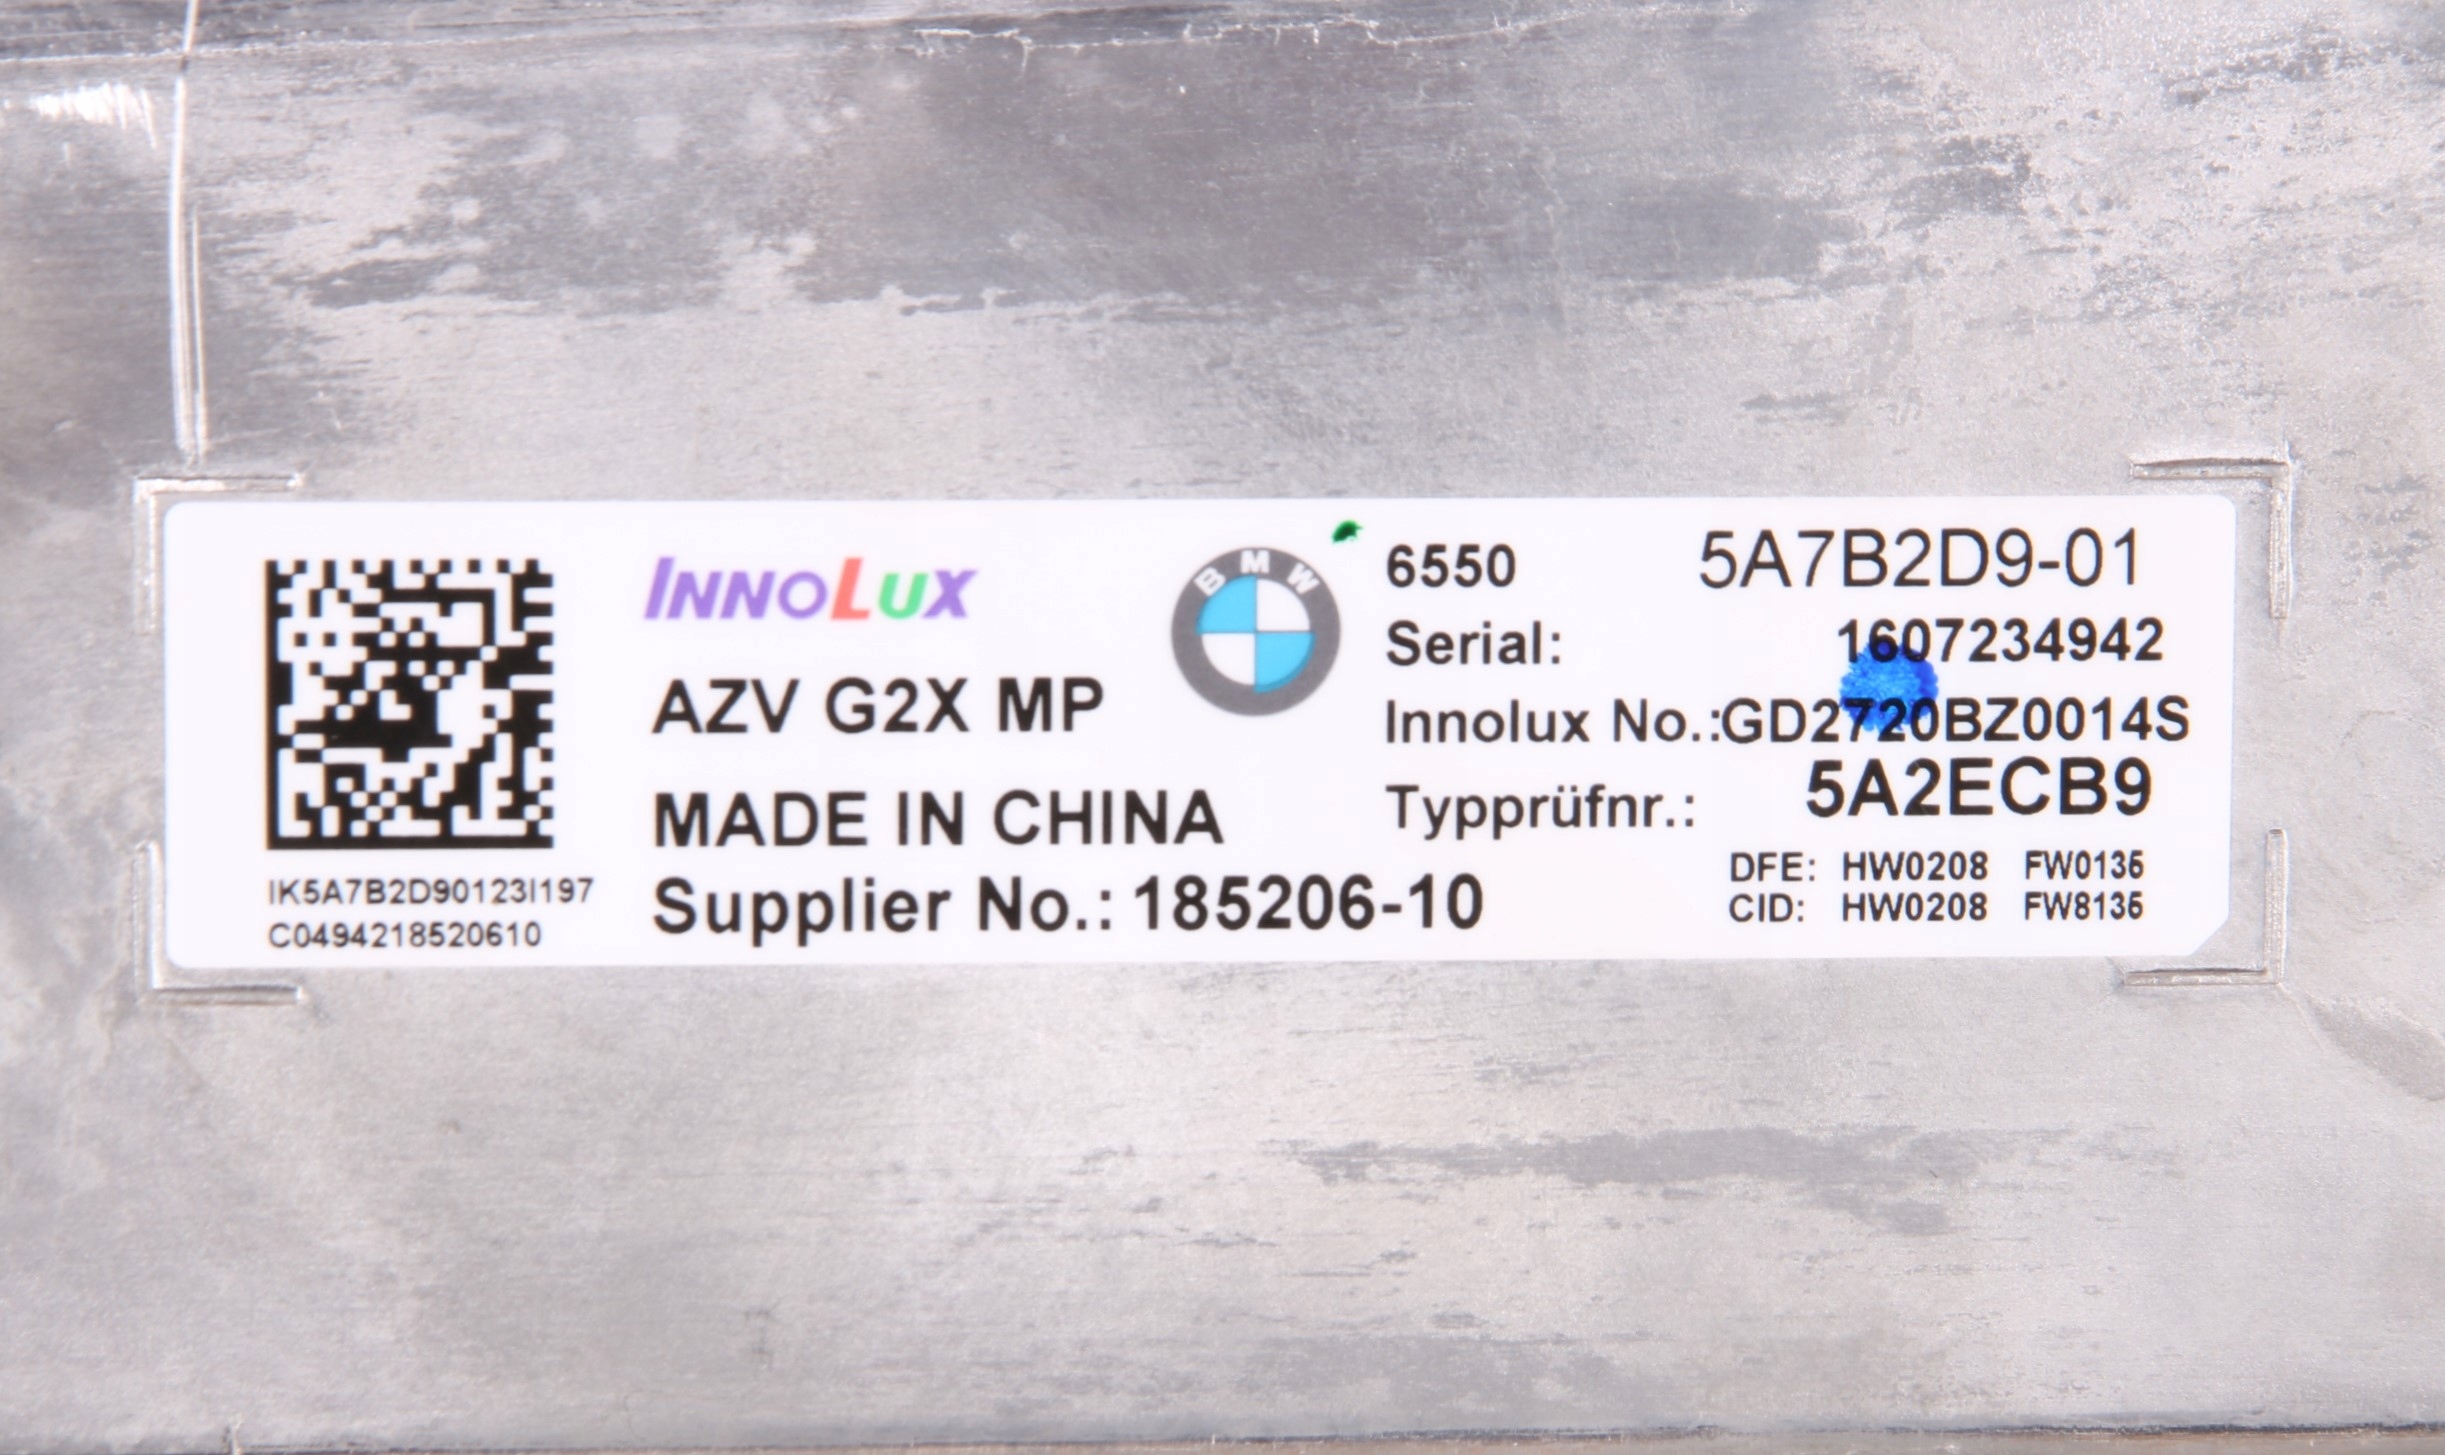 INNOLUX
AZV G2X MP
MADE IN CHINA
Supplier No.: 185206-10
IK5A7B2D90123I197
C0494218520610
BMW
6550 5A7B2D9-01
Serial: 1607234942
Innolux No.:GD2720BZ0014S
Typprüfnr.: 5A2ECB9
DFE: HW0208 FW0135
CID: HW0208 FW8135